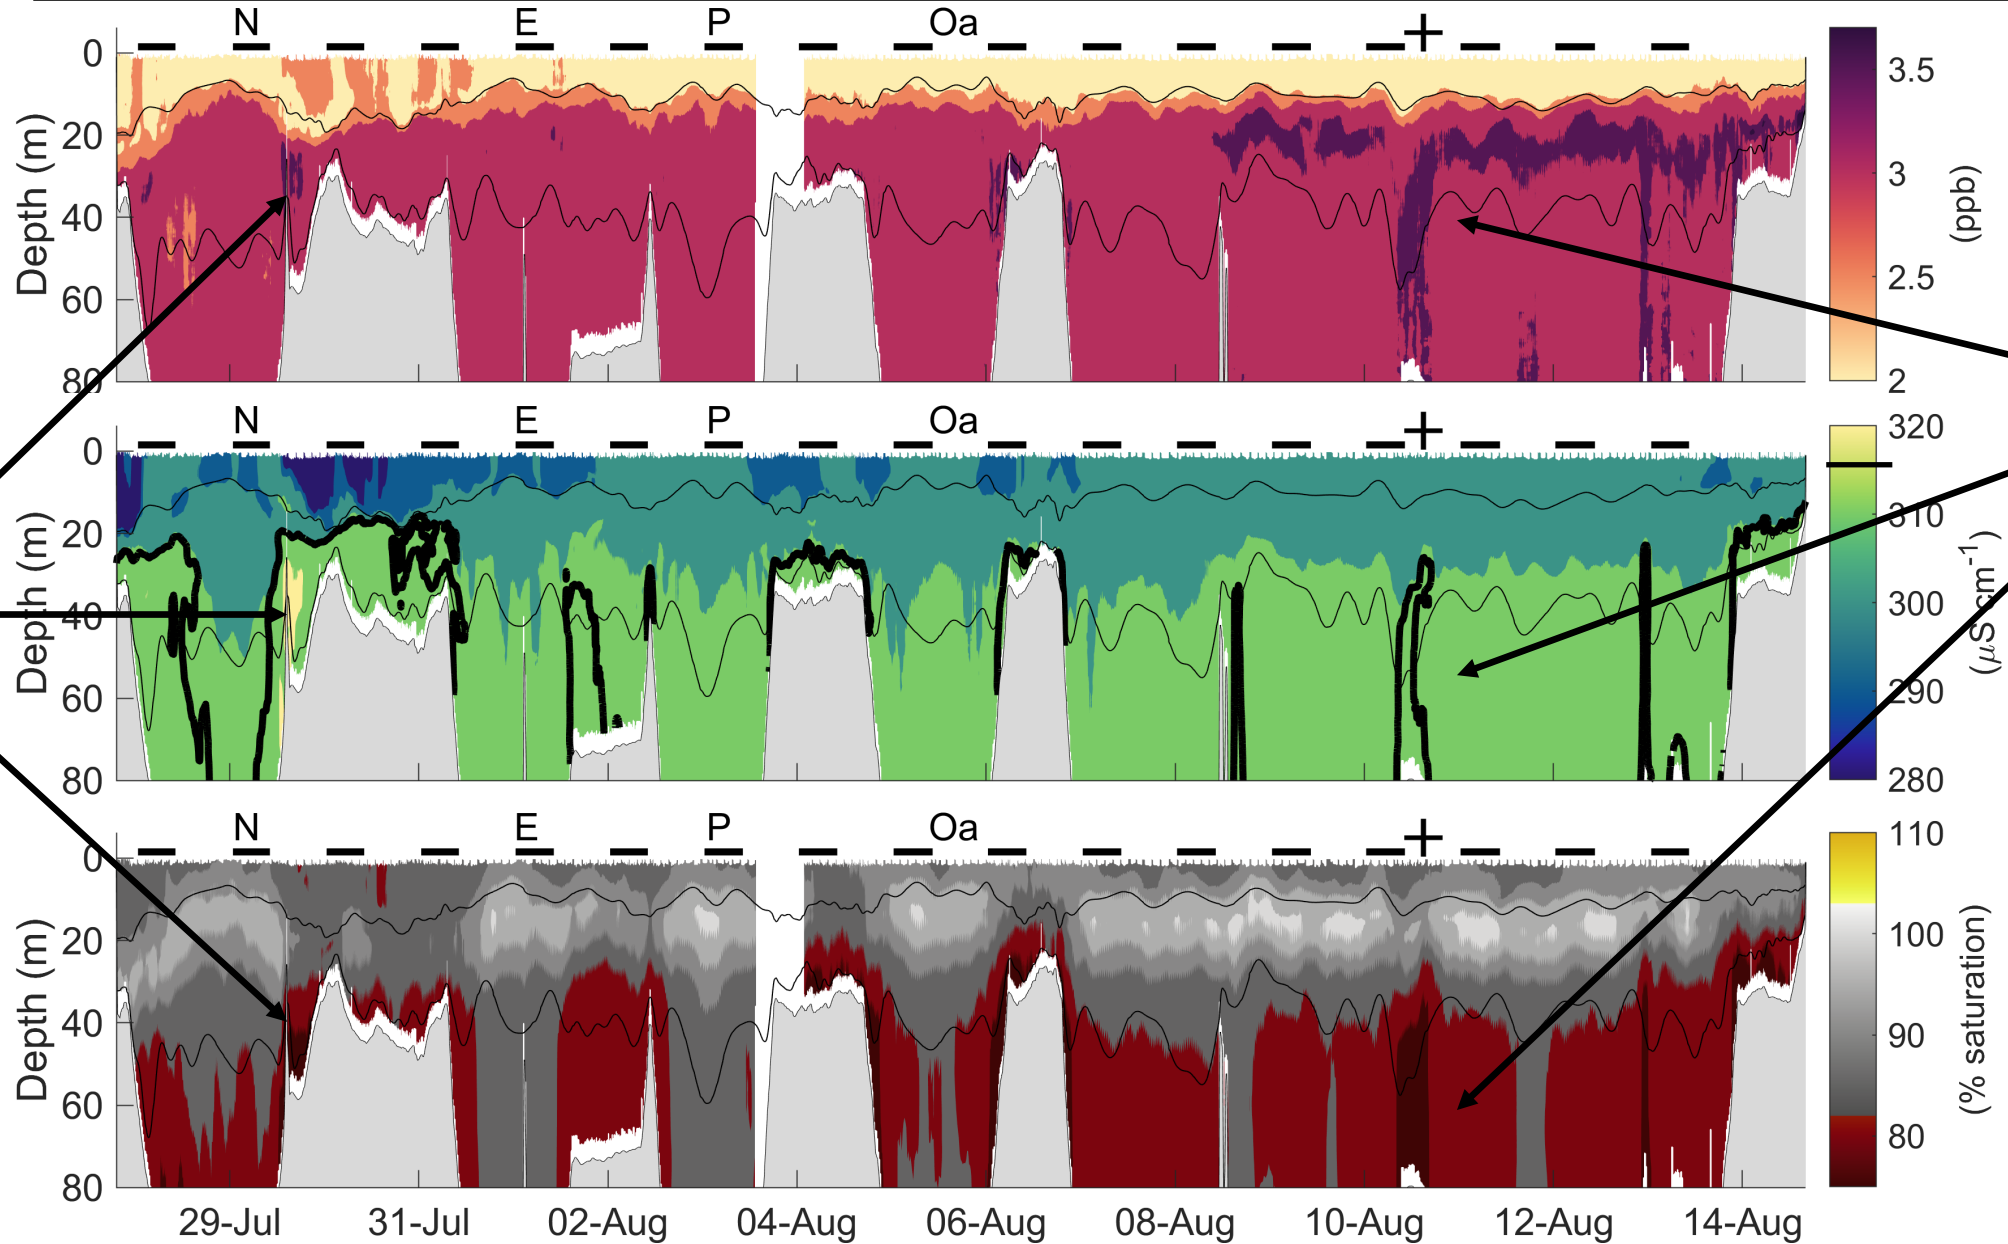 N E P Oa +
0
20
40
60
80
Depth (m)
3.5
3
2.5
2
(ppb)
N E P Oa +
0
20
40
60
80
Depth (m)
320
310
300
290
280
(μS cm-1)
N E P Oa +
0
20
40
60
80
Depth (m)
110
100
90
80
(% saturation)
29-Jul 31-Jul 02-Aug 04-Aug 06-Aug 08-Aug 10-Aug 12-Aug 14-Aug